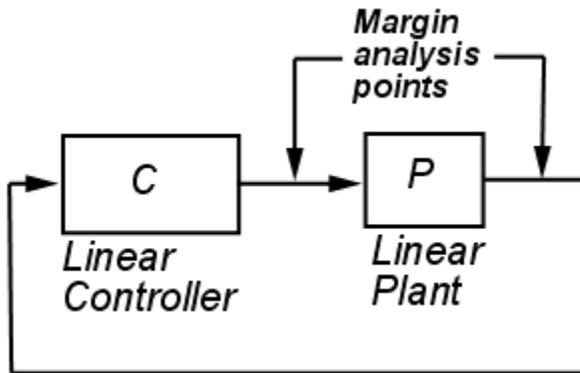 Margin
analysis
points
C
P
Linear
Controller
Linear
Plant